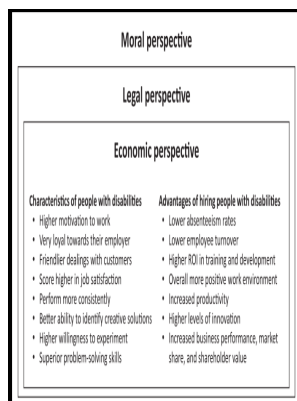 Moral perspective
Legal perspective
Economic perspective
Characteristics of people with disabilities
• Higher motivation to work
• Very loyal towards their employer
• Friendlier dealings with customers
• Score higher in job satisfaction
• Perform more consistently
• Better ability to identify creative solutions
• Higher willingness to experiment
• Superior problem-solving skills
Advantages of hiring people with disabilities
• Lower absenteeism rates
• Lower employee turnover
• Higher ROI in training and development
• Overall more positive work environment
• Increased productivity
• Higher levels of innovation
• Increased business performance, market
share, and shareholder value